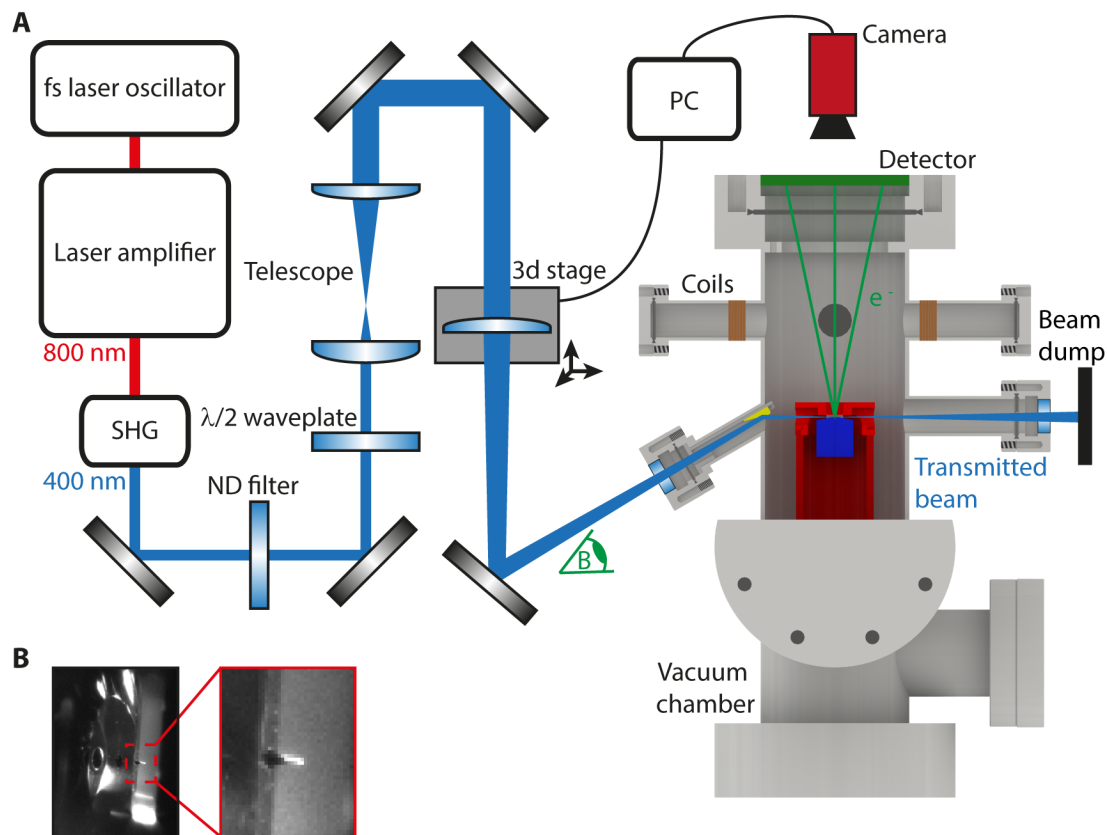 A
fs laser oscillator
Laser amplifier
800 nm
SHG
400 nm
λ/2 waveplate
ND filter
Telescope
3d stage
PC
Camera
Detector
Coils
e⁻
Beam
dump
Transmitted
beam
B
Vacuum
chamber
B